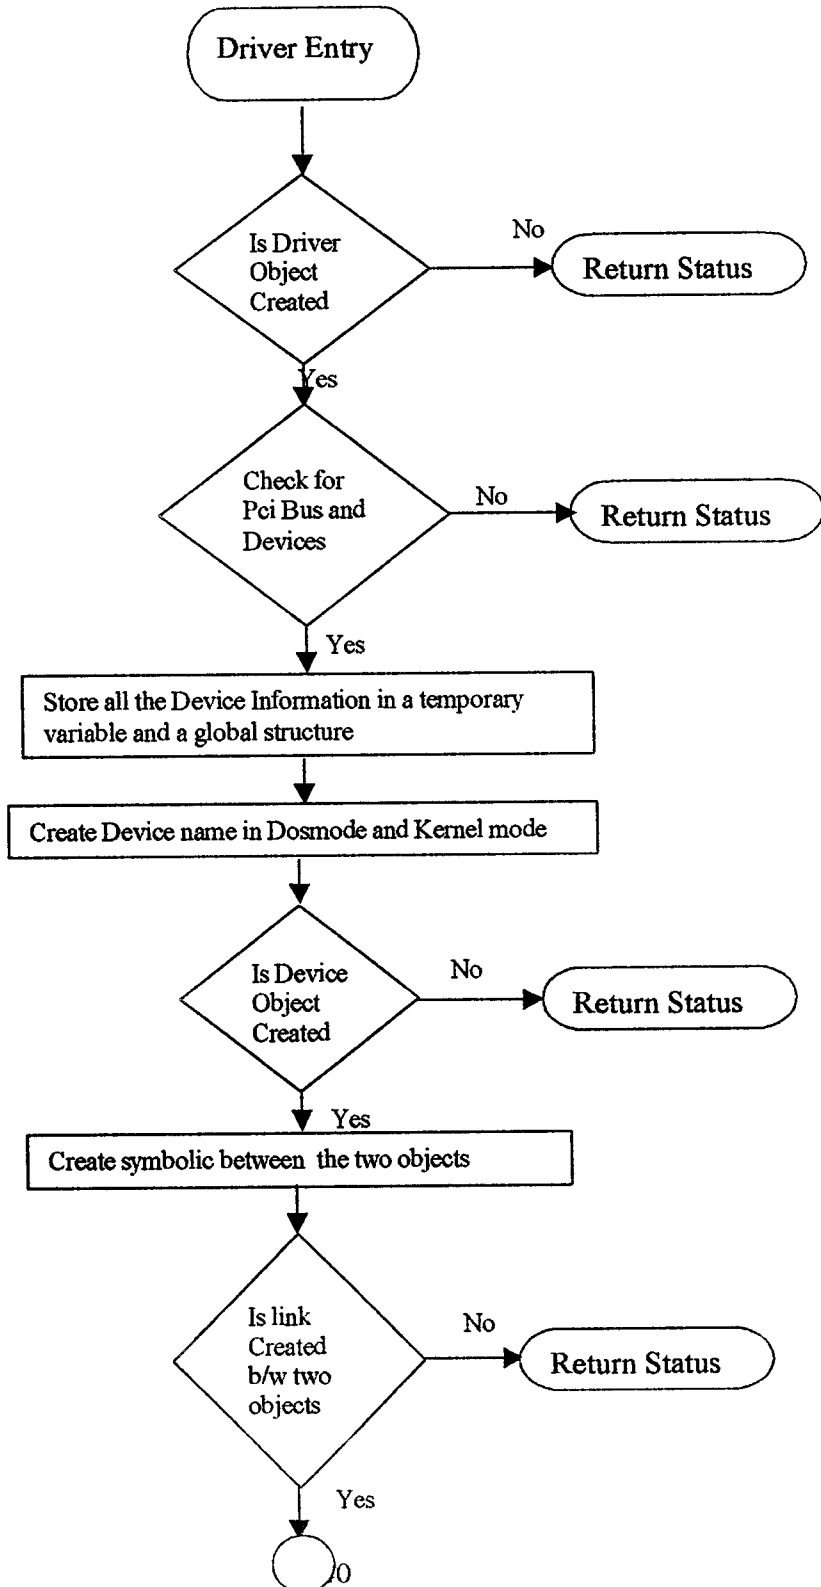 Driver Entry
Is Driver
Object
Created
No
Return Status
Yes
Check for
Pci Bus and
Devices
No
Return Status
Yes
Store all the Device Information in a temporary
variable and a global structure
Create Device name in Dosmode and Kernel mode
Is Device
Object
Created
No
Return Status
Yes
Create symbolic between the two objects
Is link
Created
b/w two
objects
No
Return Status
Yes